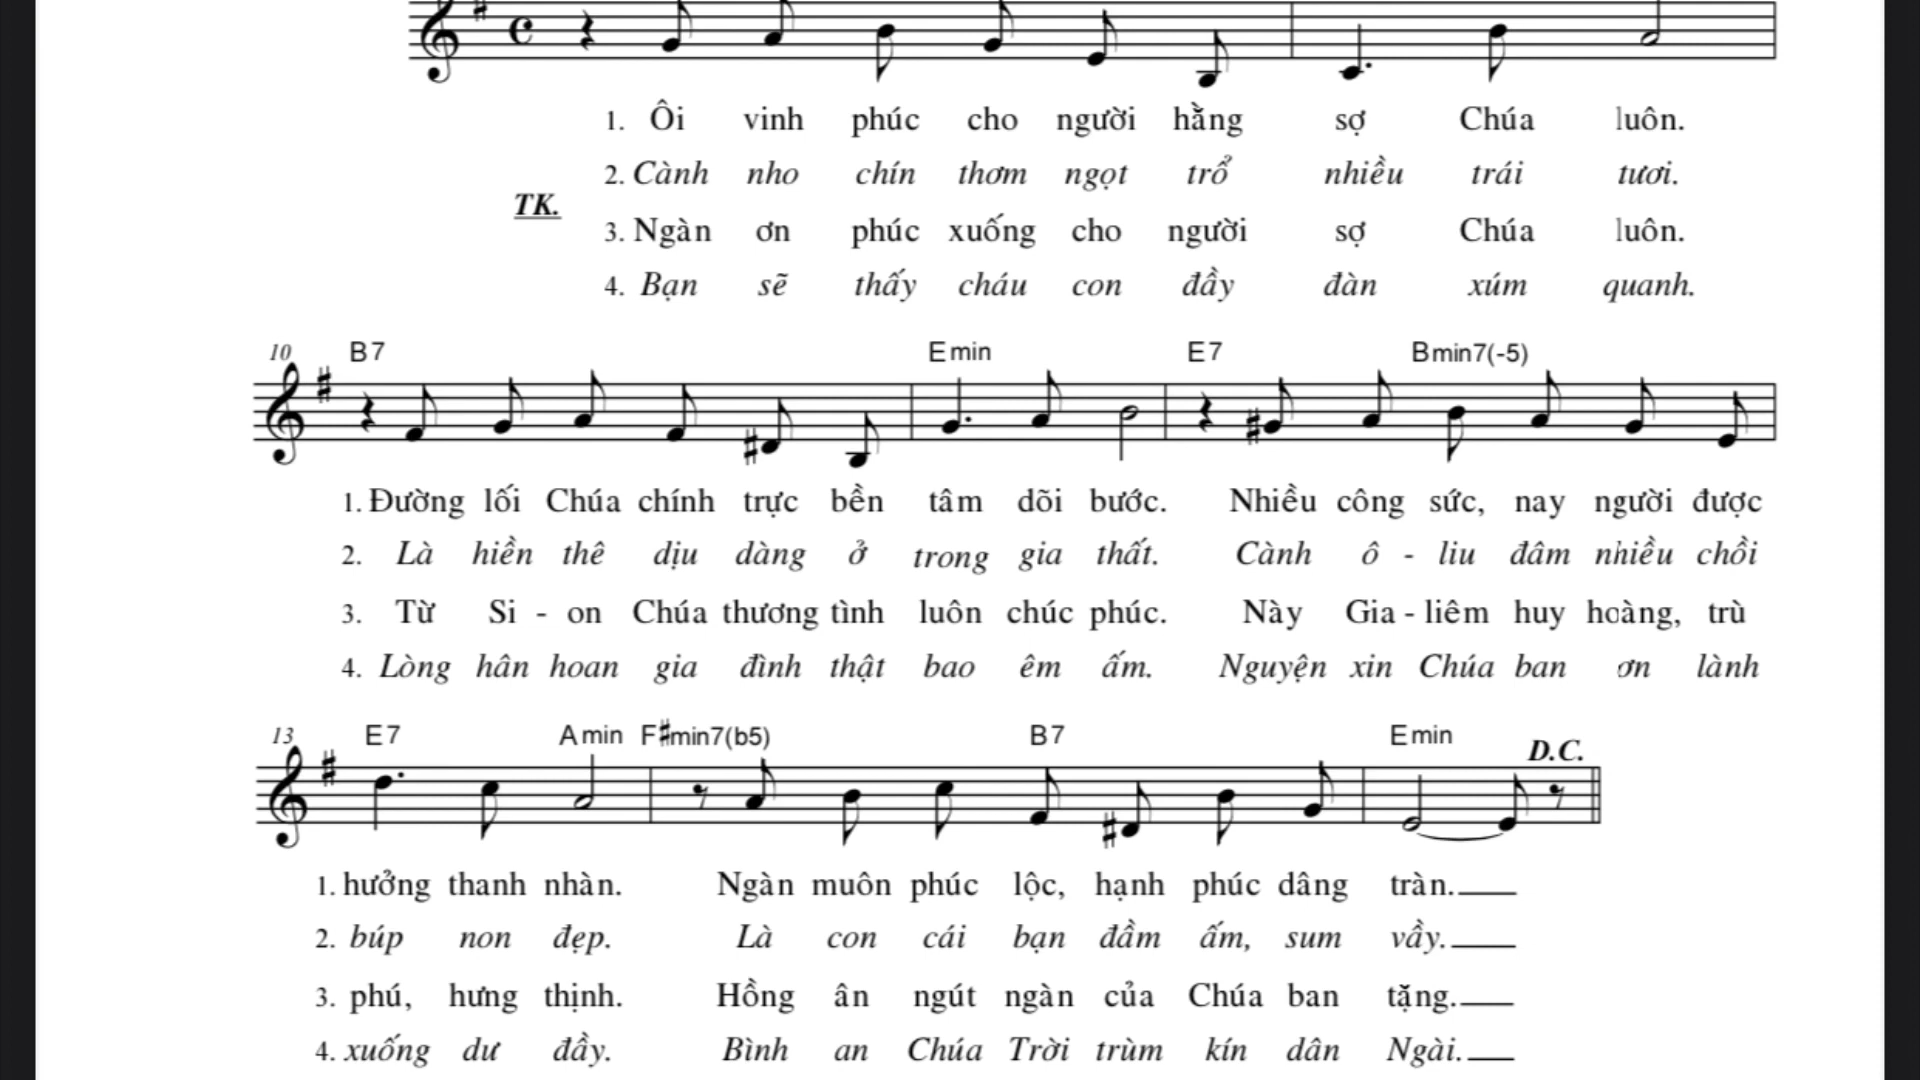 1. Ôi vinh phúc cho người hằng sợ Chúa luôn.
2. Cành nho chín thơm ngọt trổ nhiều trái tươi.
TK.
3. Ngàn ơn phúc xuống cho người sợ Chúa luôn.
4. Bạn sẽ thấy cháu con đầy đàn xúm quanh.
10 B7 Emin E7 Bmin7(-5)
1. Đường lối Chúa chính trực bền tâm dõi bước. Nhiều công sức, nay người được
2. Là hiền thê dịu dàng ở trong gia thất. Cành ô - liu đâm nhiều chồi
3. Từ Si - on Chúa thương tình luôn chúc phúc. Này Gia - liêm huy hoàng, trù
4. Lòng hân hoan gia đình thật bao êm ấm. Nguyện xin Chúa ban ơn lành
13 E7 Amin F#min7(b5) B7 Emin D.C.
1. hưởng thanh nhàn. Ngàn muôn phúc lộc, hạnh phúc dâng tràn.
2. búp non đẹp. Là con cái bạn đầm ấm, sum vầy.
3. phú, hưng thịnh. Hồng ân ngút ngàn của Chúa ban tặng.
4. xuống dư đầy. Bình an Chúa Trời trùm kín dân Ngài.